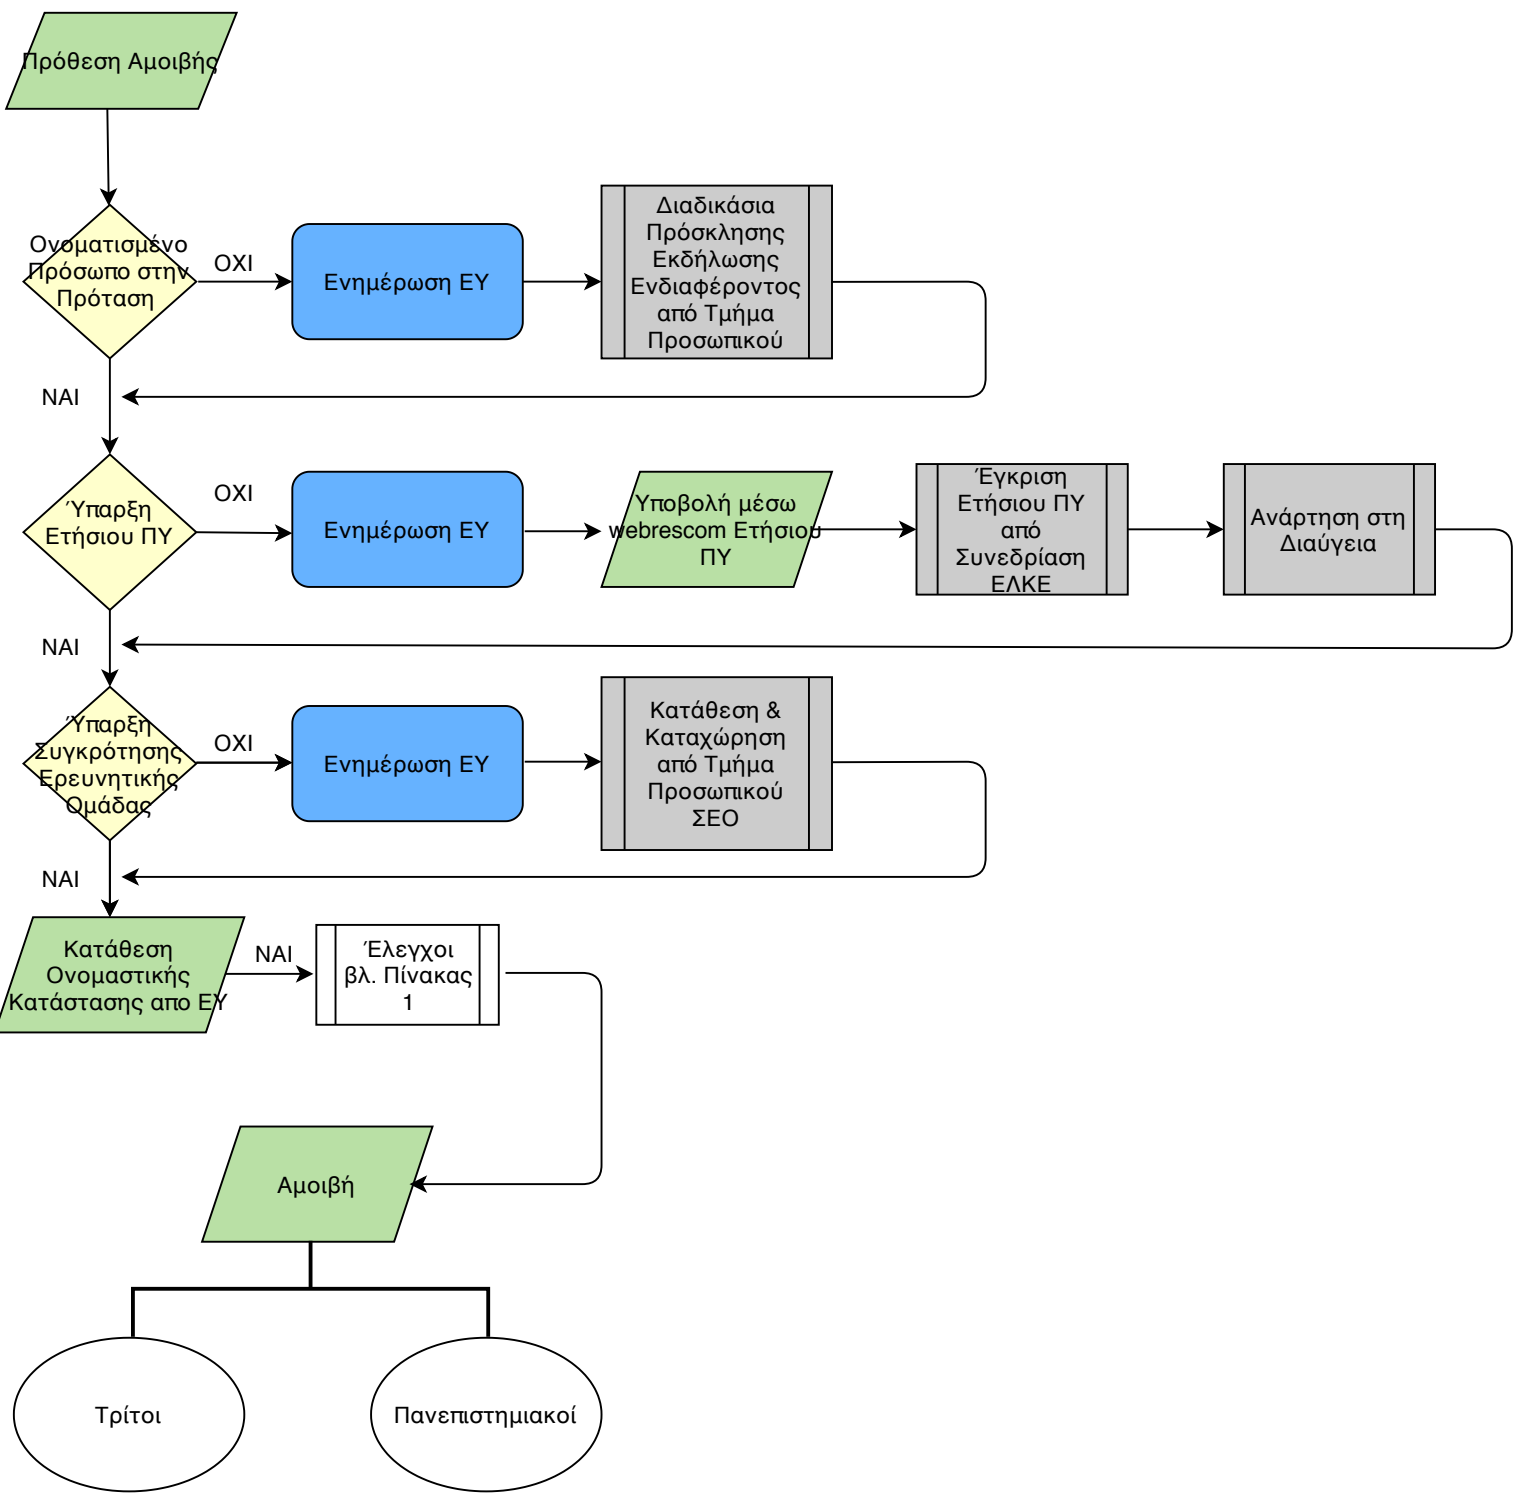 Πρόθεση Αμοιβής
Ονοματισμένο
Πρόσωπο στην
Πρόταση
ΟΧΙ
Ενημέρωση ΕΥ
Διαδικάσια
Πρόσκλησης
Εκδήλωσης
Ενδιαφέροντος
από Τμήμα
Προσωπικού
ΝΑΙ
Ύπαρξη
Ετήσιου ΠΥ
ΟΧΙ
Ενημέρωση ΕΥ
Υποβολή μέσω
webrescom Ετήσιου
ΠΥ
Έγκριση
Ετήσιου ΠΥ
από
Συνεδρίαση
ΕΛΚΕ
Ανάρτηση στη
Διαύγεια
ΝΑΙ
Ύπαρξη
Συγκρότησης
Ερευνητικής
Ομάδας
ΟΧΙ
Ενημέρωση ΕΥ
Κατάθεση &
Καταχώρηση
από Τμήμα
Προσωπικού
ΣΕΟ
ΝΑΙ
Κατάθεση
Ονομαστικής
Κατάστασης απο ΕΥ
ΝΑΙ
Έλεγχοι
βλ. Πίνακας
1
Αμοιβή
Τρίτοι
Πανεπιστημιακοί